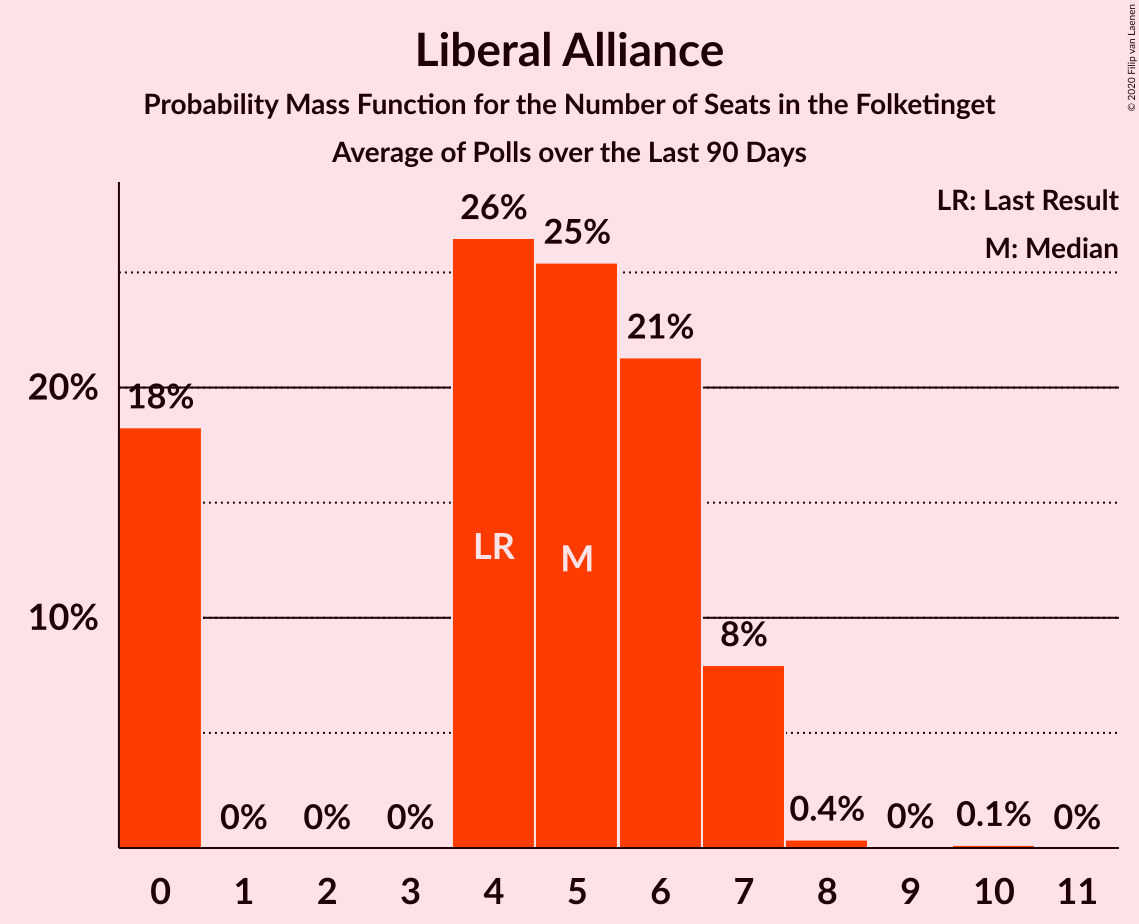 Liberal Alliance
Probability Mass Function for the Number of Seats in the Folketinget
Average of Polls over the Last 90 Days
© 2020 Filip van Laenen
LR: Last Result
M: Median
26%
25%
21%
20%
18%
LR
M
10%
8%
0%
0%
0%
0.4%
0%
0.1%
0%
0 1 2 3 4 5 6 7 8 9 10 11